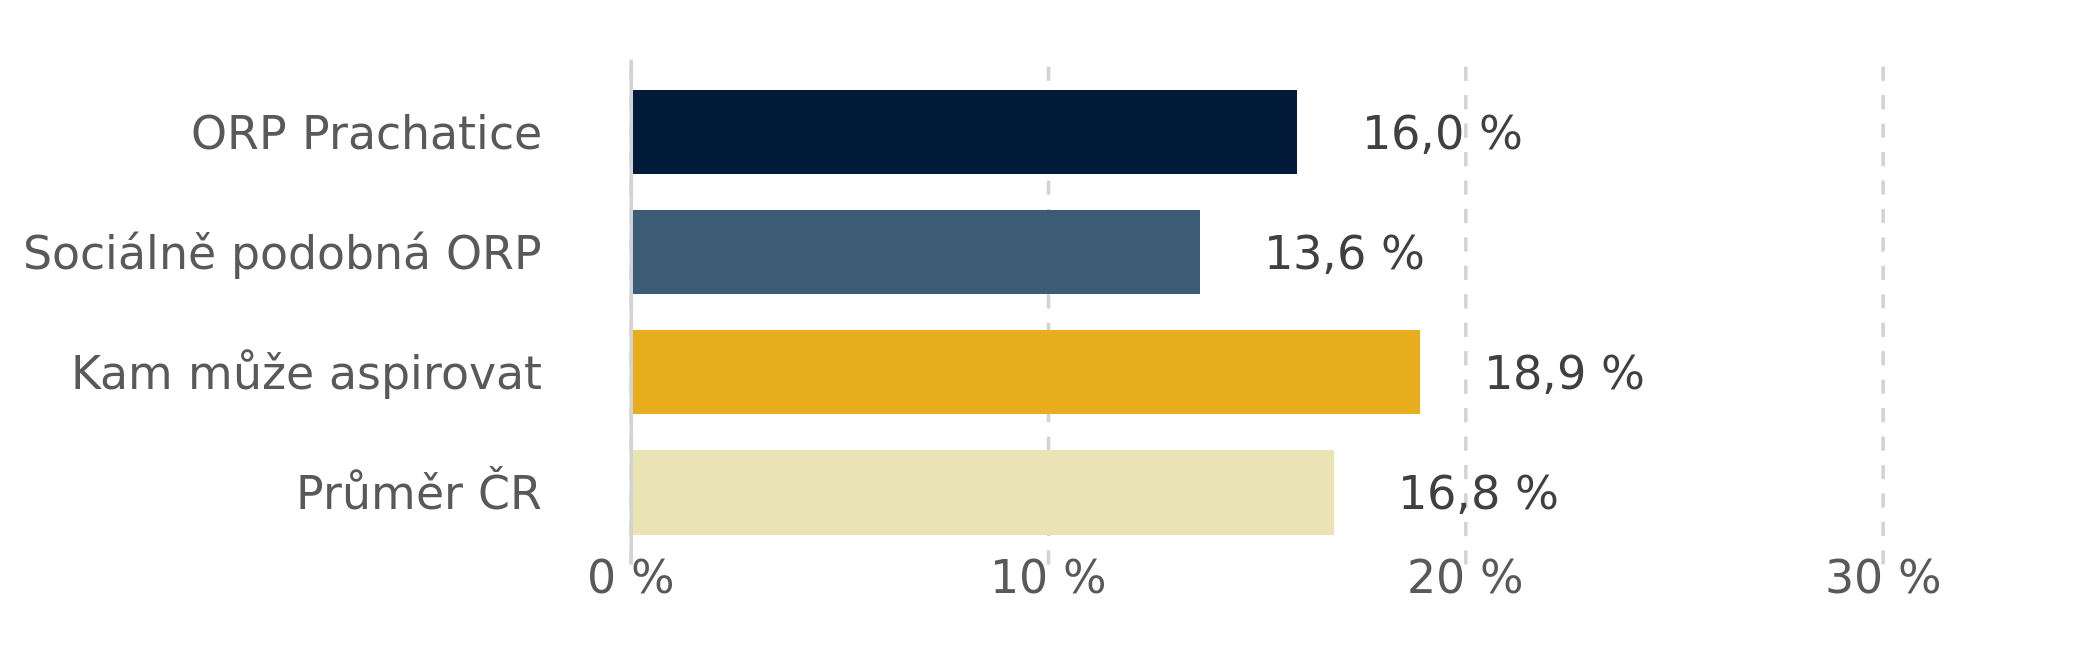 ORP Prachatice 16,0 %
Sociálně podobná ORP 13,6 %
Kam může aspirovat 18,9 %
Průměr ČR 16,8 %
0 % 10 % 20 % 30 %